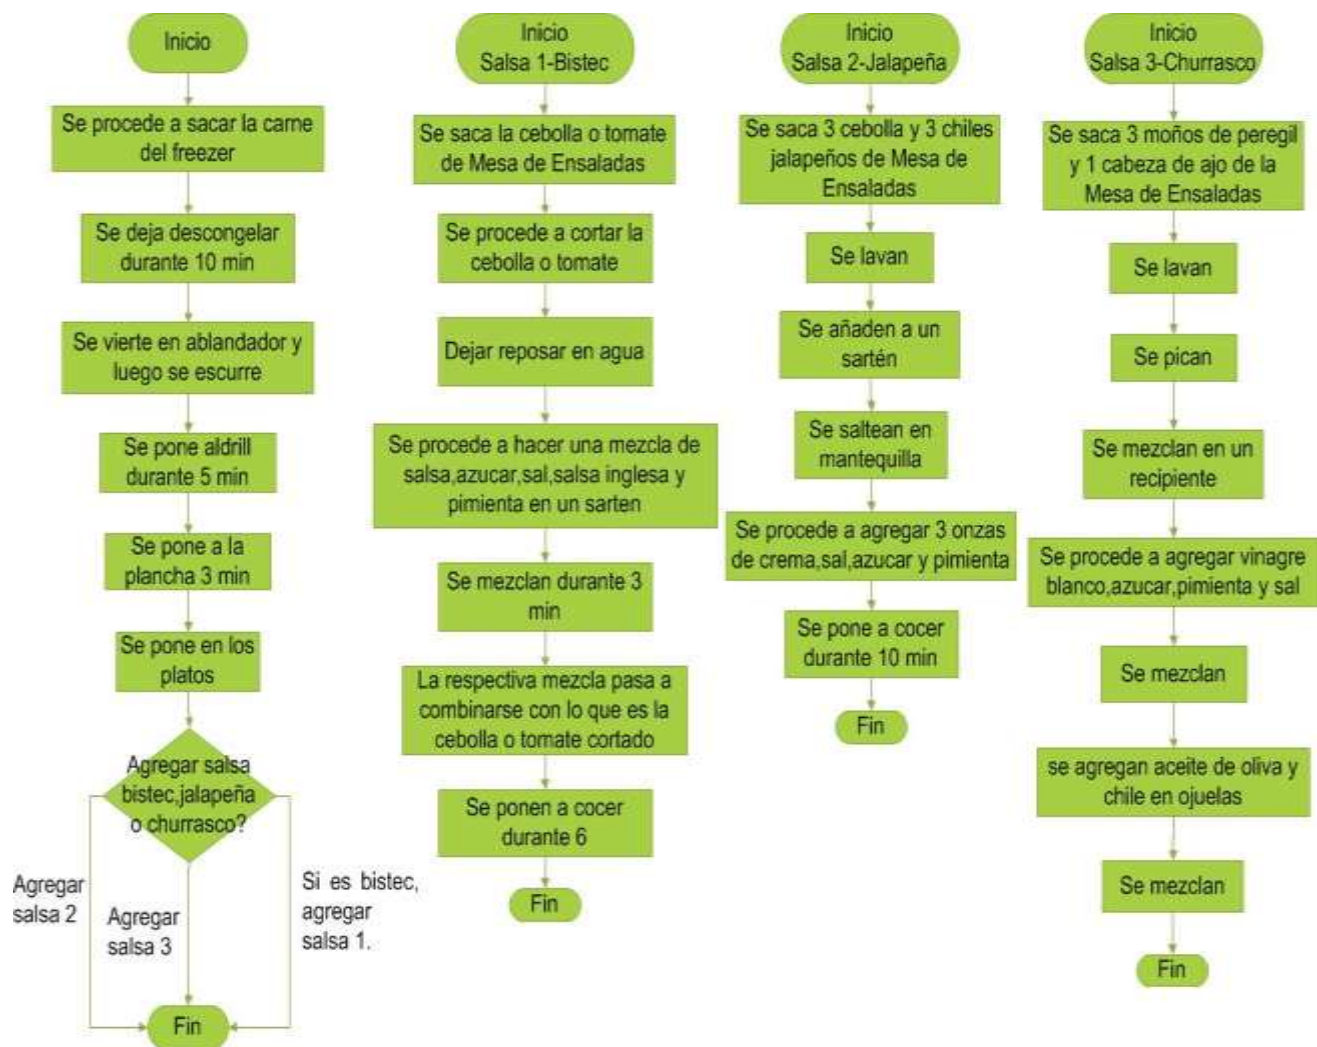 Inicio
Se procede a sacar la carne
del freezer
Se deja descongelar
durante 10 min
Se vierte en ablandador y
luego se escurre
Se pone aldrill
durante 5 min
Se pone a la
plancha 3 min
Se pone en los
platos
Agregar salsa
bistec,jalapeña
o churrasco?
Agregar
salsa 2
Agregar
salsa 3
Si es bistec,
agregar
salsa 1.
Fin
Inicio
Salsa 1-Bistec
Se saca la cebolla o tomate
de Mesa de Ensaladas
Se procede a cortar la
cebolla o tomate
Dejar reposar en agua
Se procede a hacer una mezcla de
salsa,azucar,sal,salsa inglesa y
pimienta en un sarten
Se mezclan durante 3
min
La respectiva mezcla pasa a
combinarse con lo que es la
cebolla o tomate cortado
Se ponen a cocer
durante 6
Fin
Inicio
Salsa 2-Jalapeña
Se saca 3 cebolla y 3 chiles
jalapeños de Mesa de
Ensaladas
Se lavan
Se añaden a un
sartén
Se saltean en
mantequilla
Se procede a agregar 3 onzas
de crema,sal,azucar y pimienta
Se pone a cocer
durante 10 min
Fin
Inicio
Salsa 3-Churrasco
Se saca 3 moños de peregil
y 1 cabeza de ajo de la
Mesa de Ensaladas
Se lavan
Se pican
Se mezclan en un
recipiente
Se procede a agregar vinagre
blanco,azucar,pimienta y sal
Se mezclan
se agregan aceite de oliva y
chile en ojuelas
Se mezclan
Fin